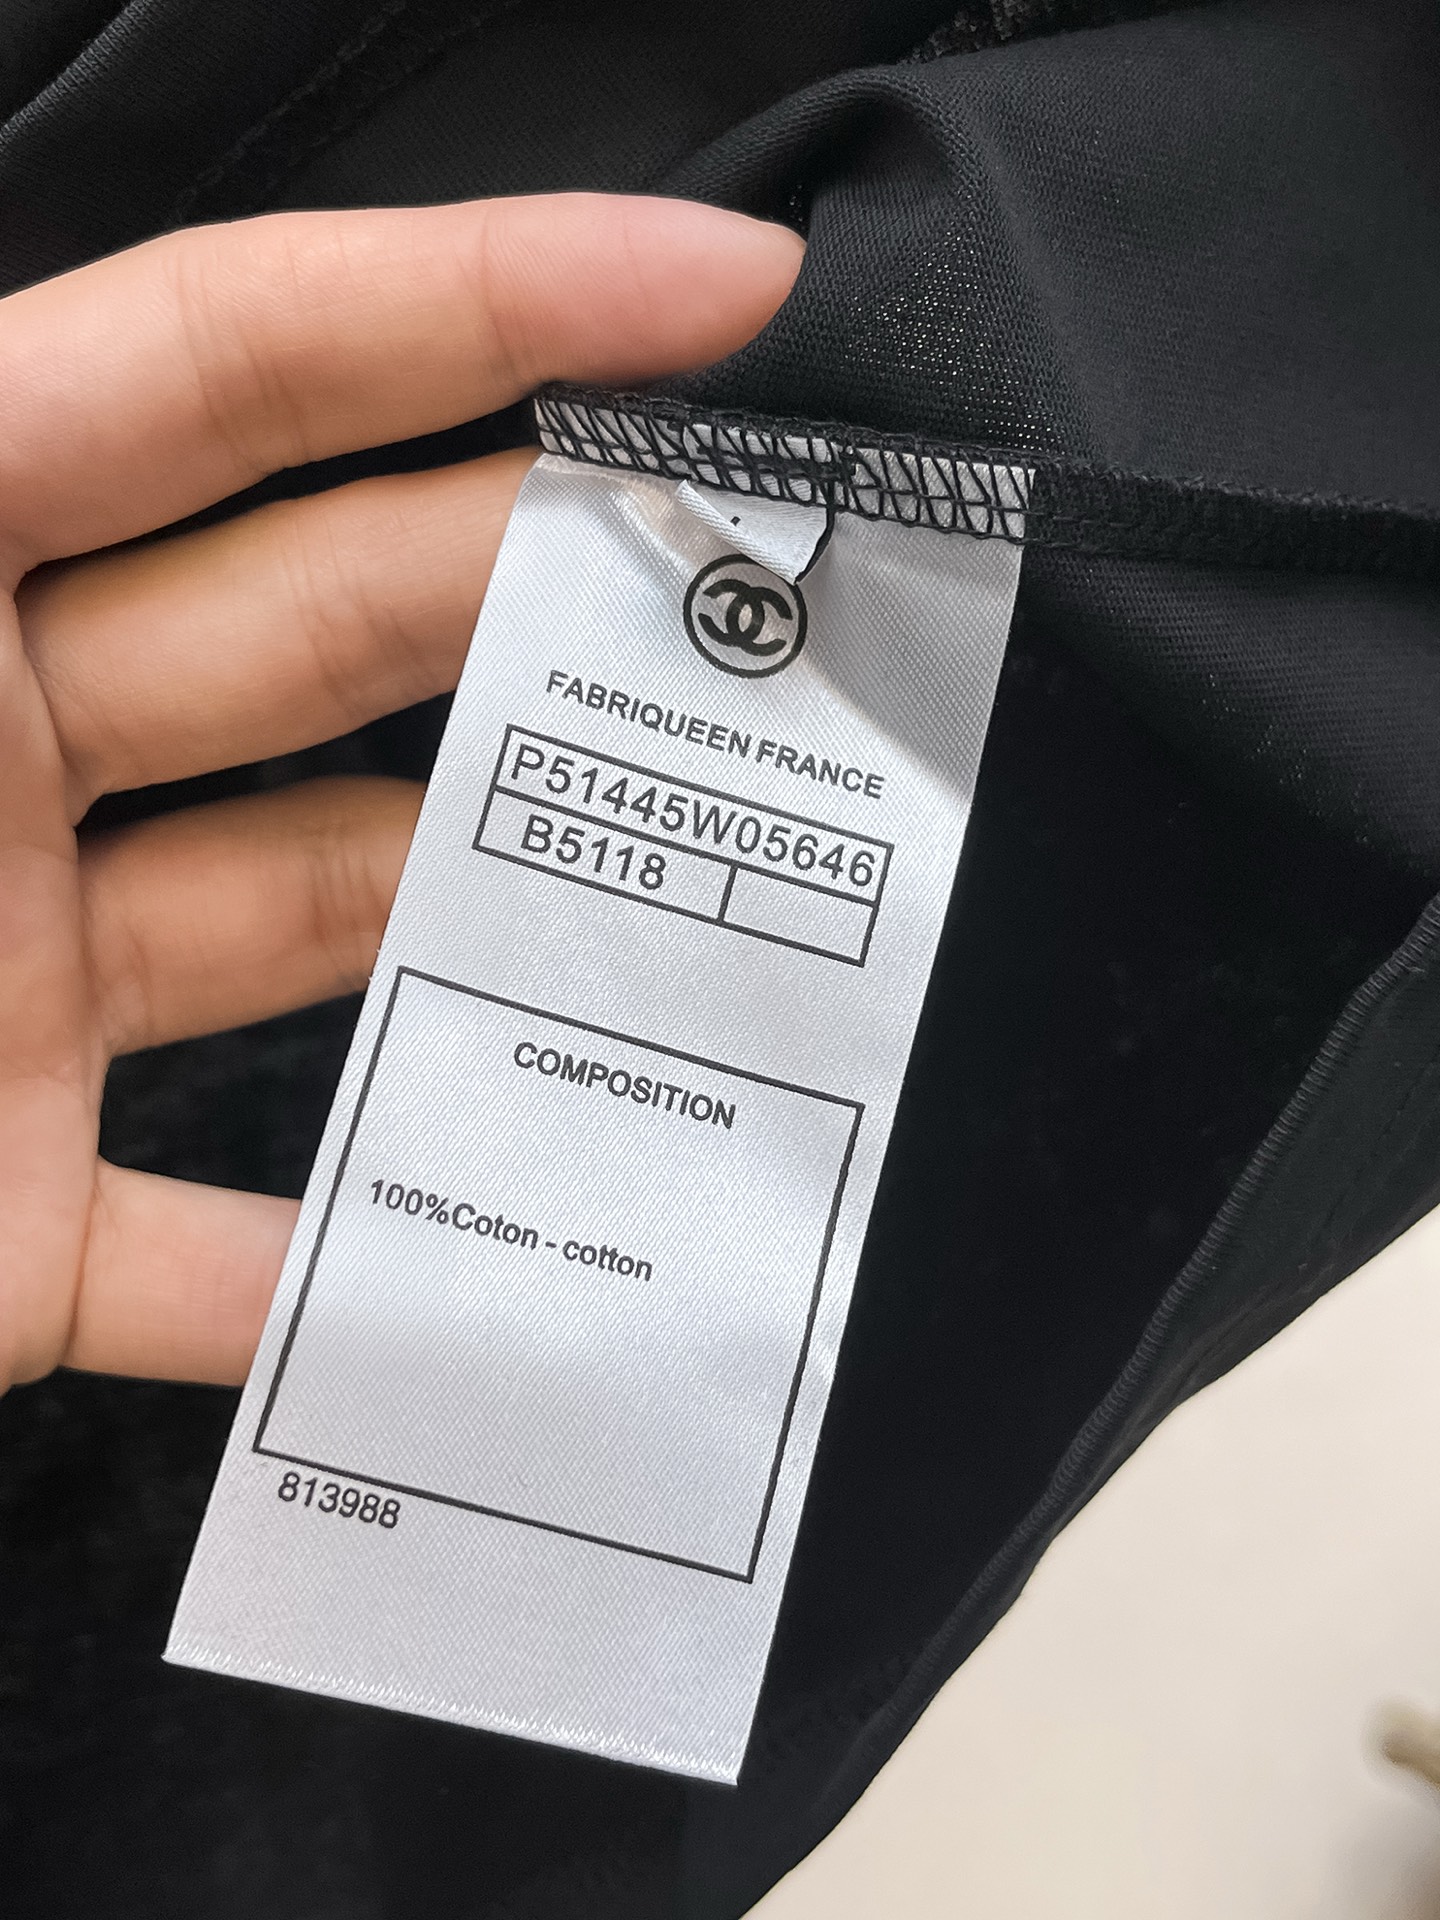 FABRIQUEEN FRANCE
P51445W05646
B5118
COMPOSITION
100%Coton - cotton
813988